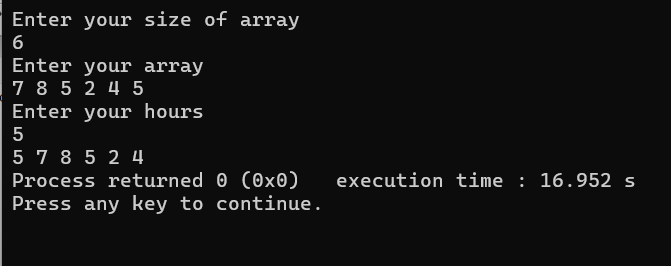 Enter your size of array
6
Enter your array
7 8 5 2 4 5
Enter your hours
5
5 7 8 5 2 4
Process returned 0 (0x0)   execution time : 16.952 s
Press any key to continue.